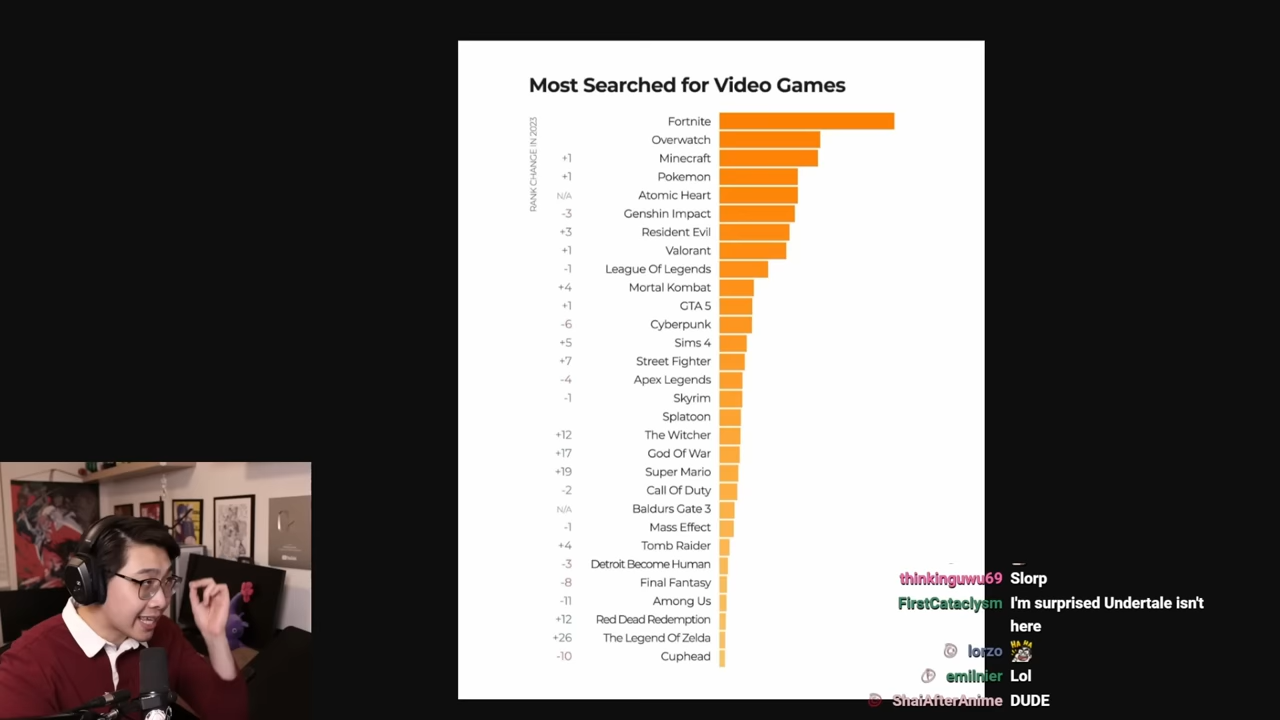 Most Searched for Video Games
RANK CHANGE IN 2023
Fortnite
Overwatch
+1 Minecraft
+1 Pokemon
N/A Atomic Heart
-3 Genshin Impact
+3 Resident Evil
+1 Valorant
-1 League Of Legends
+4 Mortal Kombat
+1 GTA 5
-6 Cyberpunk
+5 Sims 4
+7 Street Fighter
-4 Apex Legends
-1 Skyrim
Splatoon
+12 The Witcher
+17 God Of War
+19 Super Mario
-2 Call Of Duty
N/A Baldurs Gate 3
-1 Mass Effect
+4 Tomb Raider
-3 Detroit Become Human
-8 Final Fantasy
-11 Among Us
+12 Red Dead Redemption
+26 The Legend Of Zelda
-10 Cuphead
thinkinguwu69 Slorp
FirstCataclysm I'm surprised Undertale isn't
here
lorzo HA HA
emilnier Lol
ShaiAfterAnime DUDE